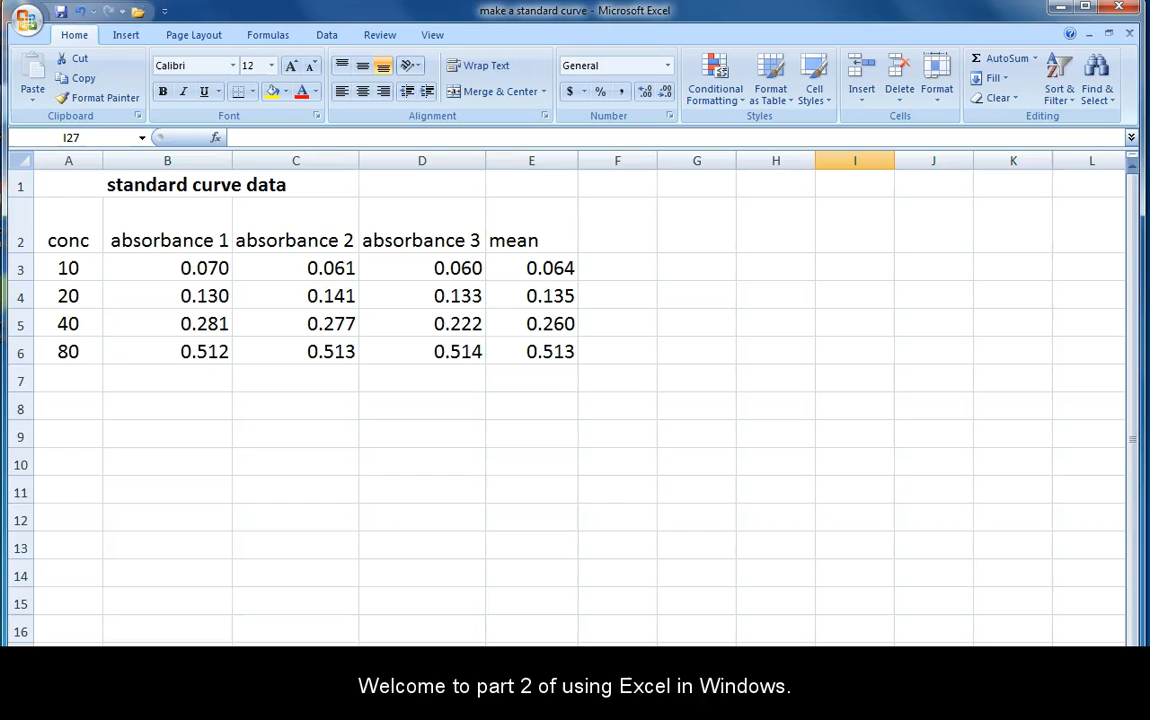 make a standard curve - Microsoft Excel
Home Insert Page Layout Formulas Data Review View
Paste
Cut
Copy
Format Painter
Clipboard
Calibri 12 A A
B I U A
Font
Wrap Text
Merge & Center
Alignment
General
$ % , .0 .00 .00 .0
Number
Conditional Formatting
Format as Table
Cell Styles
Styles
Insert Delete Format
Cells
Σ AutoSum
Fill
Clear
Sort & Filter
Find & Select
Editing
I27 fx
A B C D E F G H I J K L
1 standard curve data
2 conc absorbance 1 absorbance 2 absorbance 3 mean
3 10 0.070 0.061 0.060 0.064
4 20 0.130 0.141 0.133 0.135
5 40 0.281 0.277 0.222 0.260
6 80 0.512 0.513 0.514 0.513
7
8
9
10
11
12
13
14
15
16
Welcome to part 2 of using Excel in Windows.